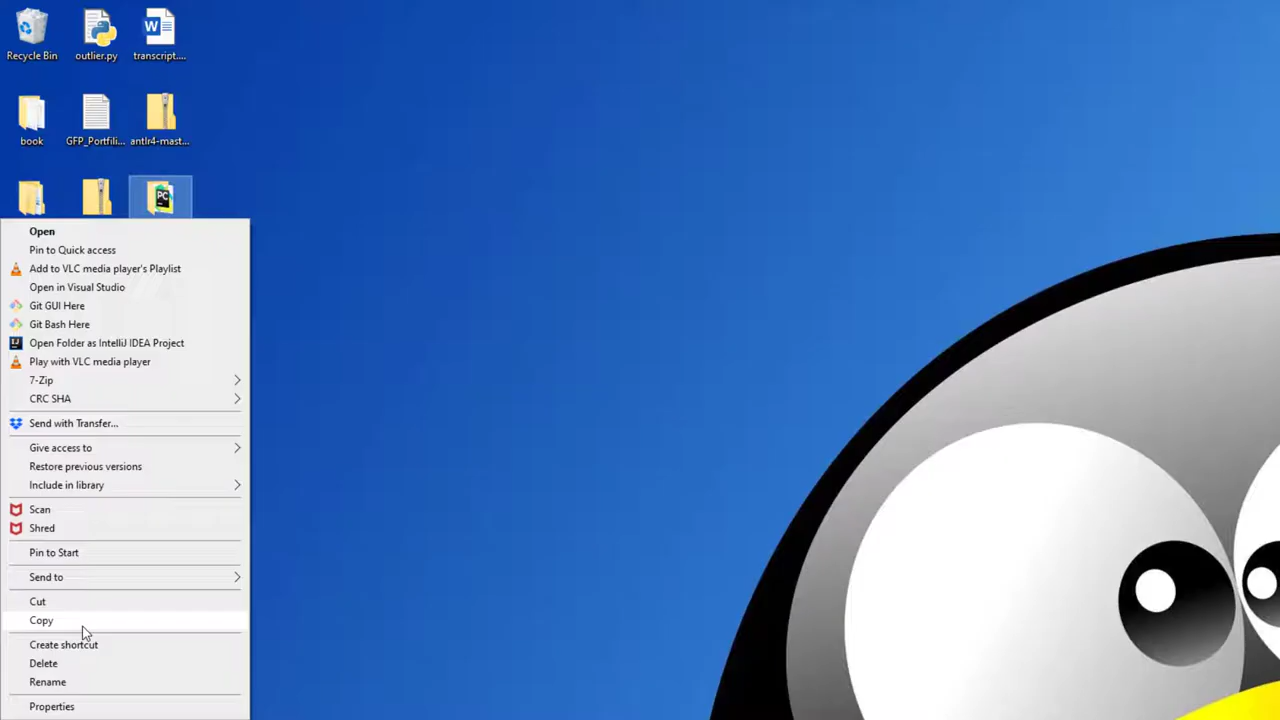 Recycle Bin
outlier.py
transcript....
book
GFP_Portfili...
antlr4-mast...
PC
Open
Pin to Quick access
Add to VLC media player's Playlist
Open in Visual Studio
Git GUI Here
Git Bash Here
Open Folder as IntelliJ IDEA Project
Play with VLC media player
7-Zip
CRC SHA
Send with Transfer...
Give access to
Restore previous versions
Include in library
Scan
Shred
Pin to Start
Send to
Cut
Copy
Create shortcut
Delete
Rename
Properties